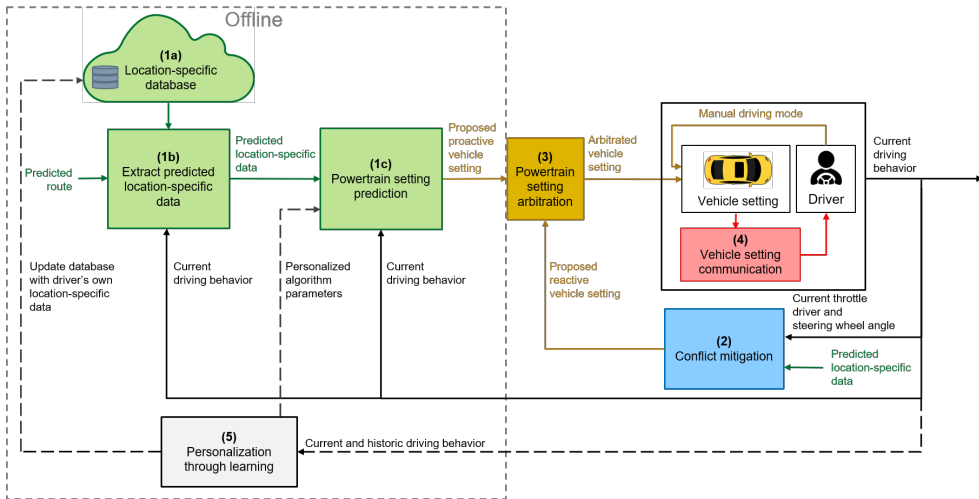 Offline
(1a)
Location-specific
database
(1b)
Extract predicted
location-specific
data
Predicted
route
Predicted
location-specific
data
(1c)
Powertrain setting
prediction
Proposed
proactive
vehicle
setting
(3)
Powertrain
setting
arbitration
Arbitrated
vehicle
setting
Manual driving mode
Vehicle setting
Driver
(4)
Vehicle setting
communication
Current
driving
behavior
Update database
with driver's own
location-specific
data
Current
driving behavior
Personalized
algorithm
parameters
Current
driving behavior
Proposed
reactive
vehicle setting
Current throttle
driver and
steering wheel angle
(2)
Conflict mitigation
Predicted
location-specific
data
(5)
Personalization
through learning
Current and historic driving behavior